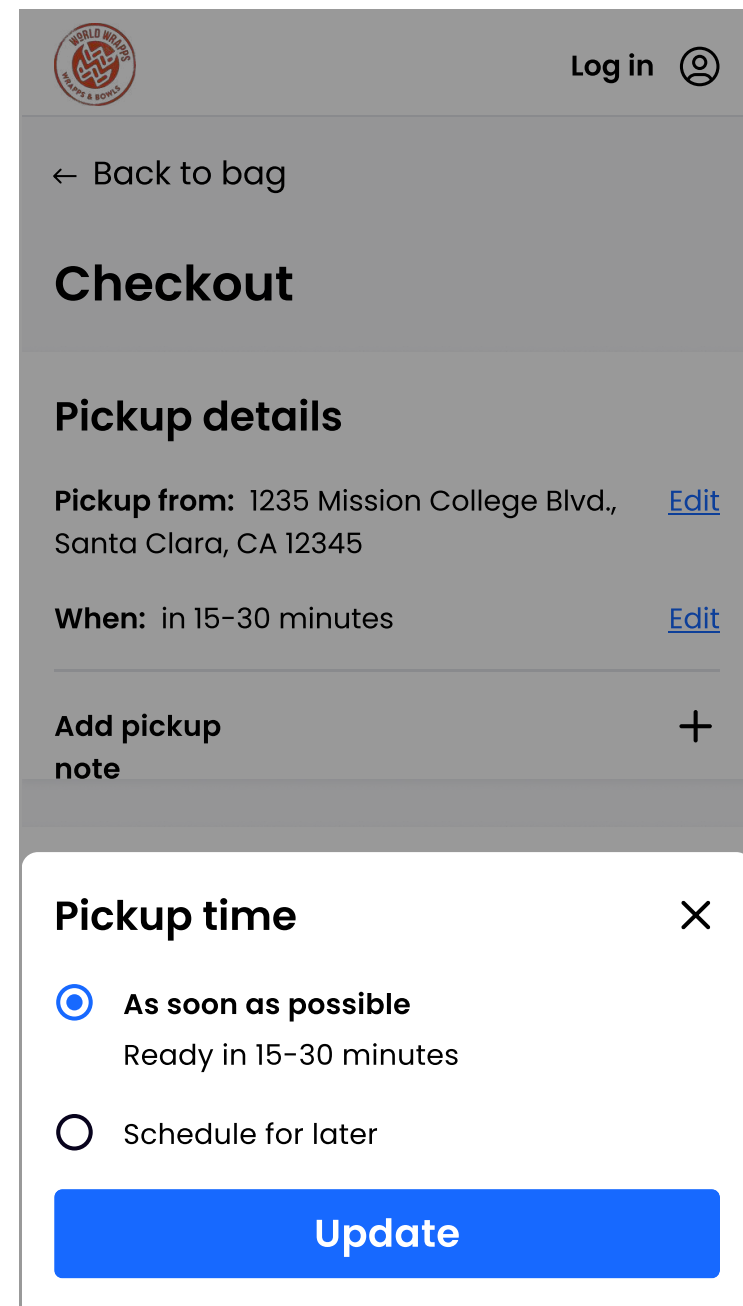 WORLD WRAPPS
WRAPPS & BOWLS
Log in
← Back to bag
Checkout
Pickup details
Pickup from: 1235 Mission College Blvd., Edit
Santa Clara, CA 12345
When: in 15-30 minutes Edit
Add pickup
note
Pickup time
As soon as possible
Ready in 15-30 minutes
Schedule for later
Update